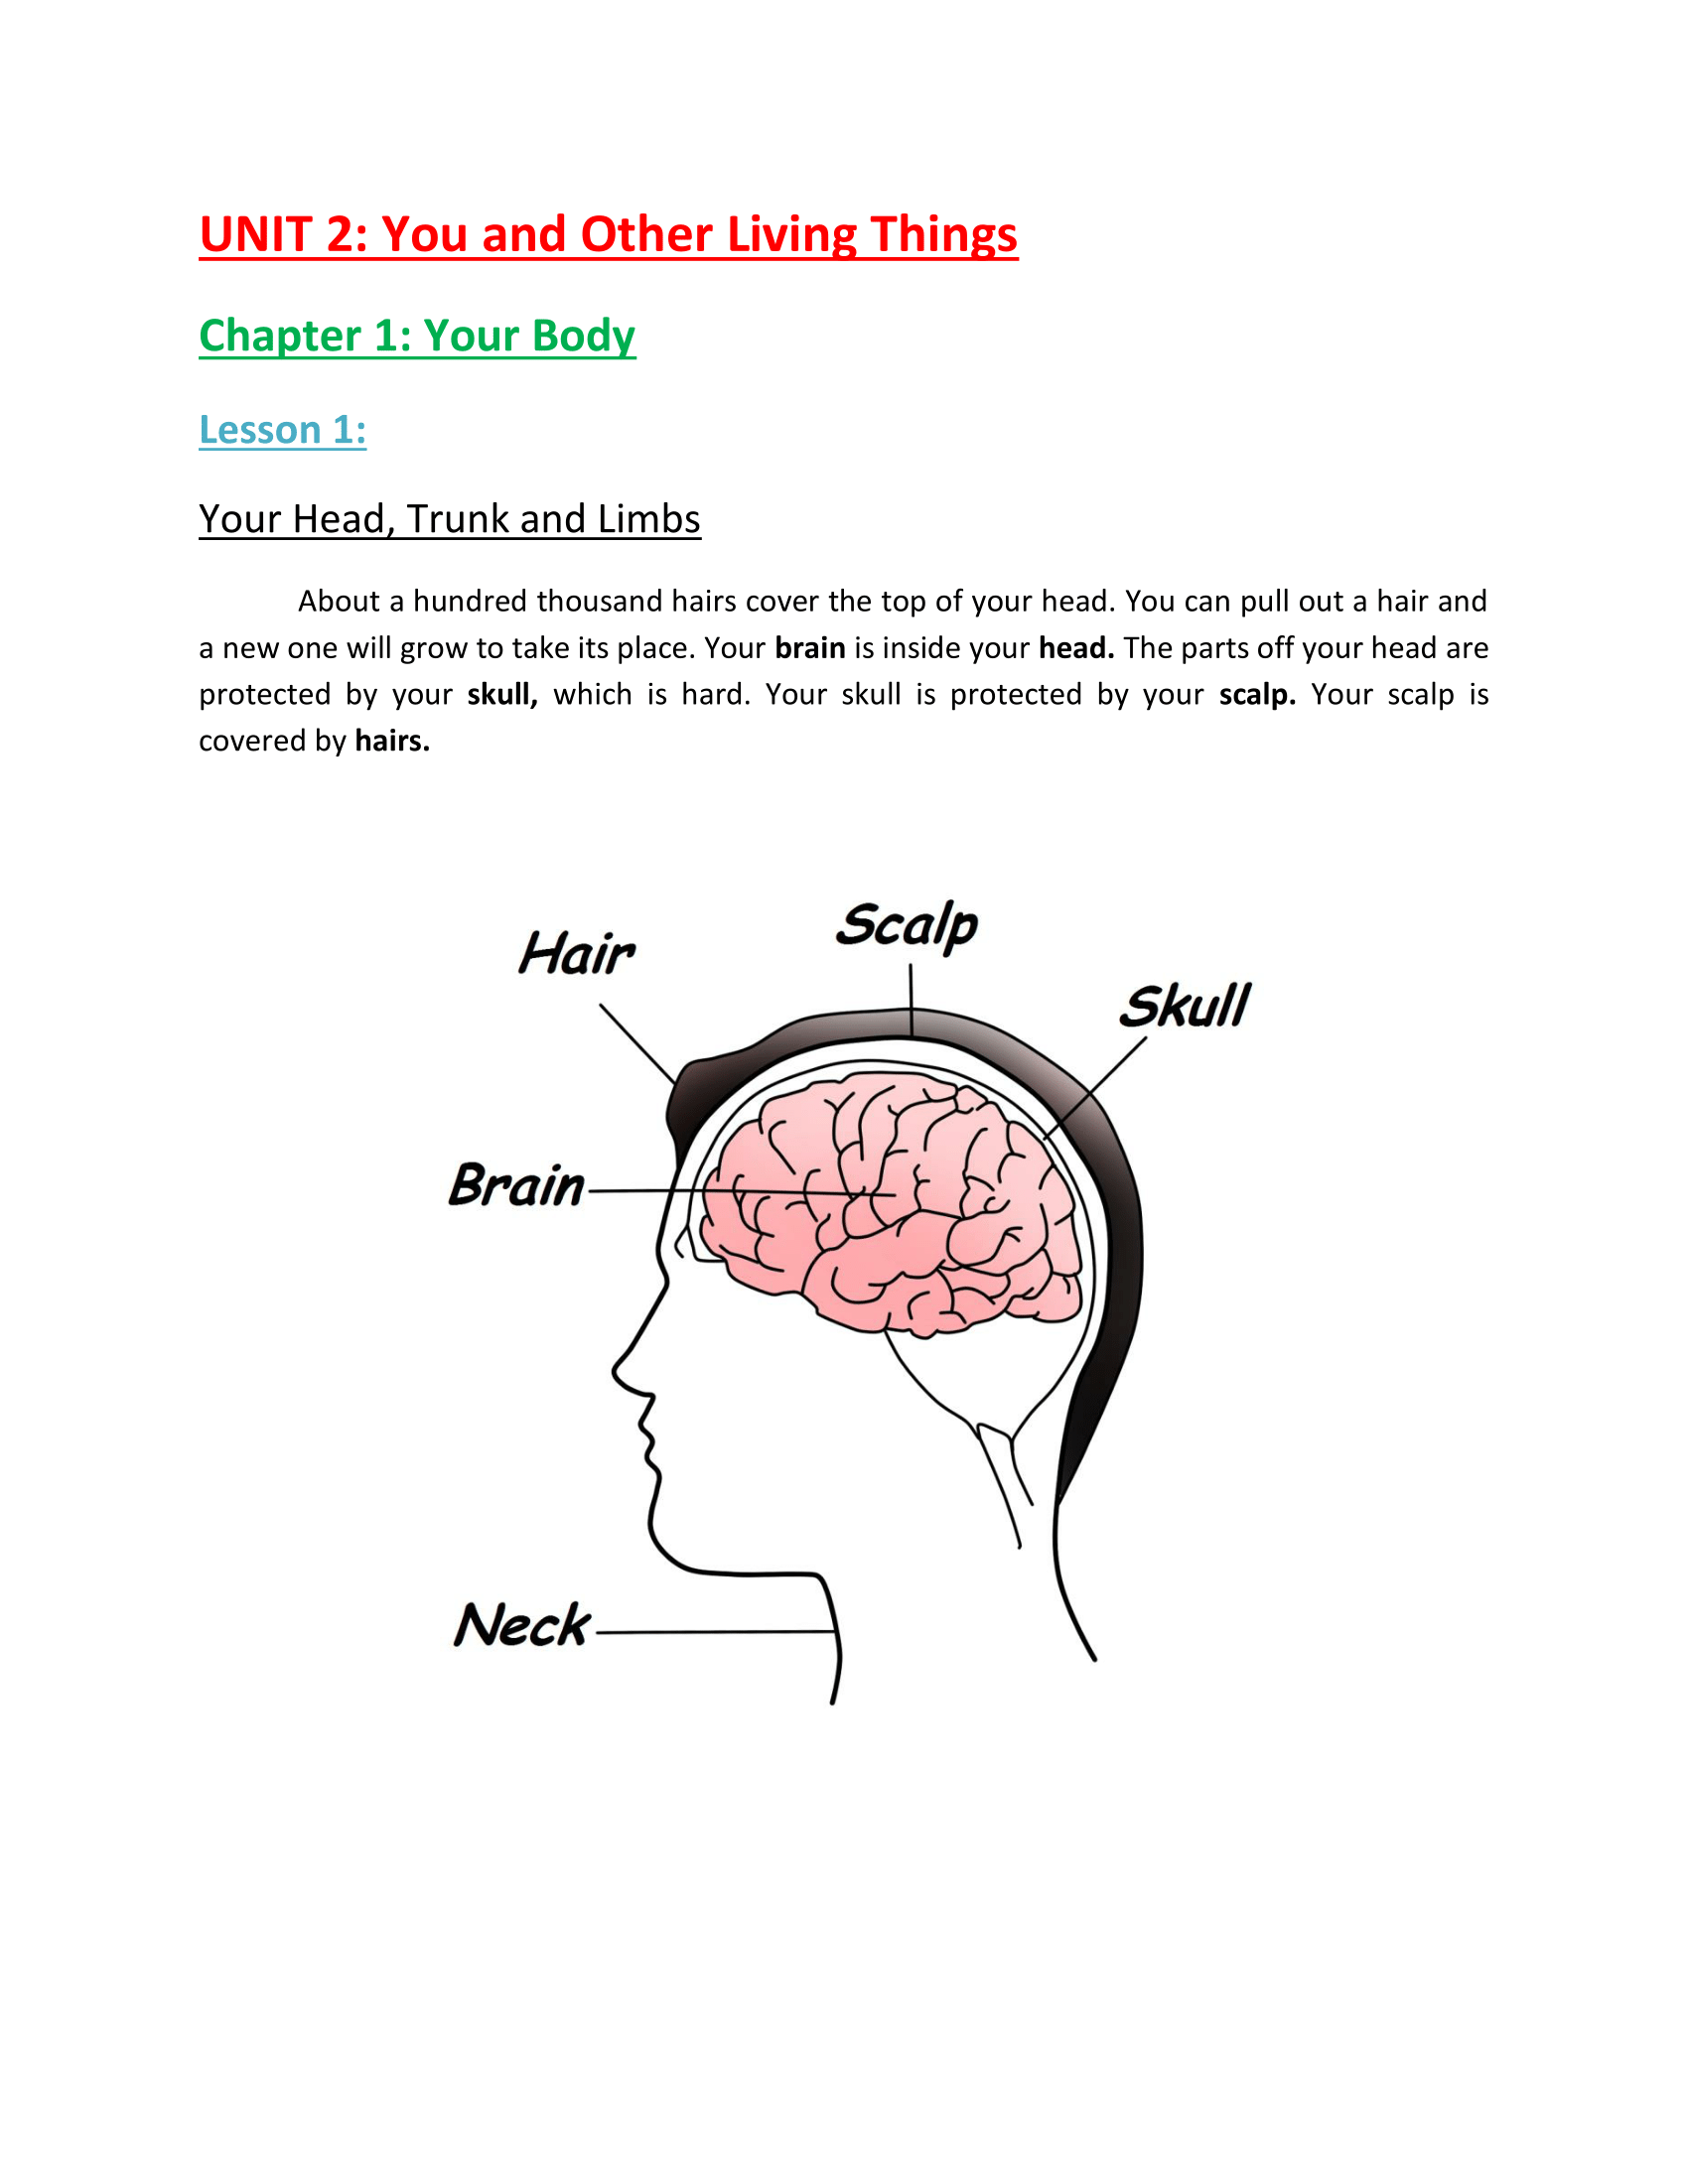 UNIT 2: You and Other Living Things
Chapter 1: Your Body
Lesson 1:
Your Head, Trunk and Limbs
About a hundred thousand hairs cover the top of your head. You can pull out a hair and
a new one will grow to take its place. Your brain is inside your head. The parts off your head are
protected by your skull, which is hard. Your skull is protected by your scalp. Your scalp is
covered by hairs.
Scalp
Hair
Skull
Brain
Neck